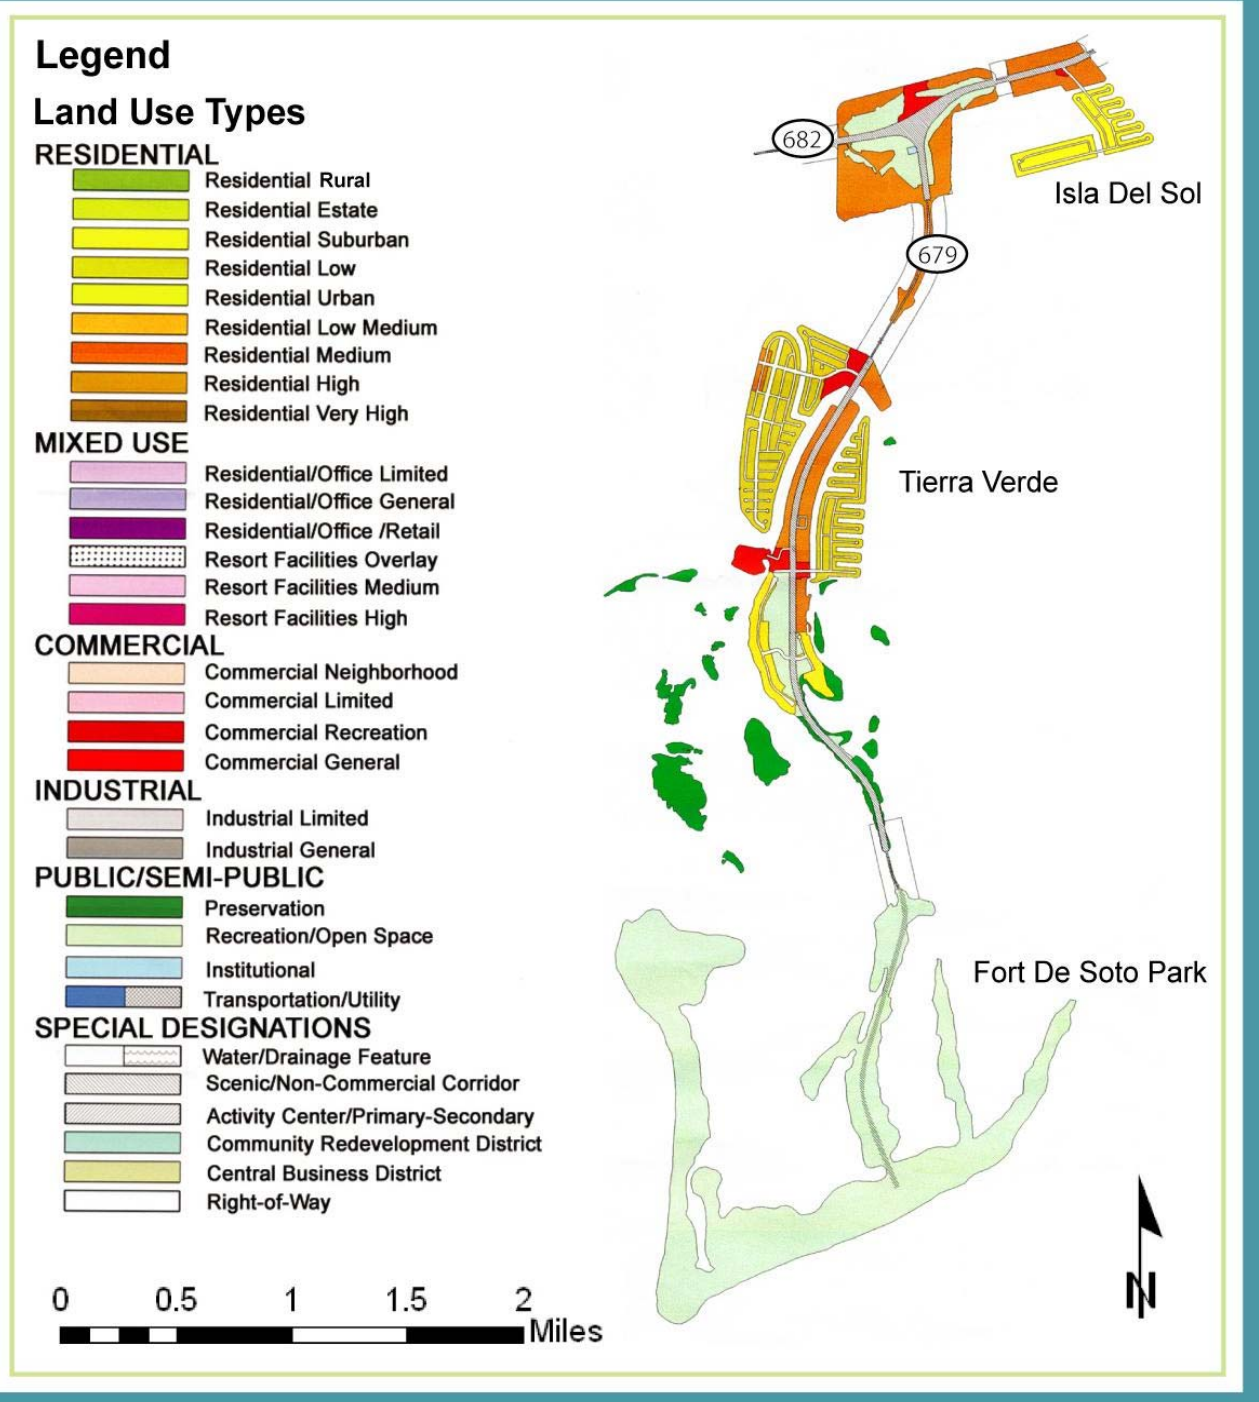 Legend
Land Use Types
RESIDENTIAL
Residential Rural
Residential Estate
Residential Suburban
Residential Low
Residential Urban
Residential Low Medium
Residential Medium
Residential High
Residential Very High
MIXED USE
Residential/Office Limited
Residential/Office General
Residential/Office /Retail
Resort Facilities Overlay
Resort Facilities Medium
Resort Facilities High
COMMERCIAL
Commercial Neighborhood
Commercial Limited
Commercial Recreation
Commercial General
INDUSTRIAL
Industrial Limited
Industrial General
PUBLIC/SEMI-PUBLIC
Preservation
Recreation/Open Space
Institutional
Transportation/Utility
SPECIAL DESIGNATIONS
Water/Drainage Feature
Scenic/Non-Commercial Corridor
Activity Center/Primary-Secondary
Community Redevelopment District
Central Business District
Right-of-Way
0 0.5 1 1.5 2
Miles
682
Isla Del Sol
679
Tierra Verde
Fort De Soto Park
N